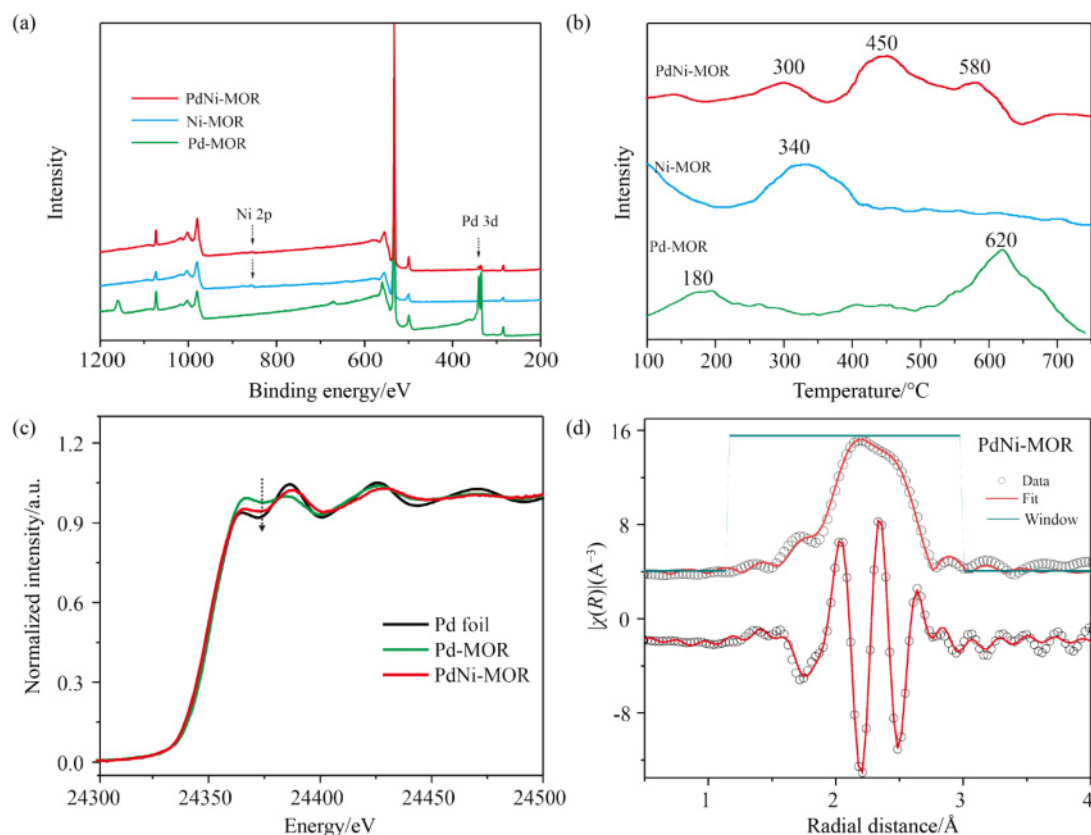 (a)
PdNi-MOR
Ni-MOR
Pd-MOR
Ni 2p
Pd 3d
Intensity
1200 1000 800 600 400 200
Binding energy/eV
(b)
PdNi-MOR
300
450
580
Ni-MOR
340
Pd-MOR
180
620
Intensity
100 200 300 400 500 600 700
Temperature/°C
(c)
1.2
0.9
0.6
0.3
0.0
Normalized intensity/a.u.
Pd foil
Pd-MOR
PdNi-MOR
24300 24350 24400 24450 24500
Energy/eV
(d)
16
8
0
-8
|χ(R)|(A⁻³)
PdNi-MOR
Data
Fit
Window
1 2 3 4
Radial distance/Å